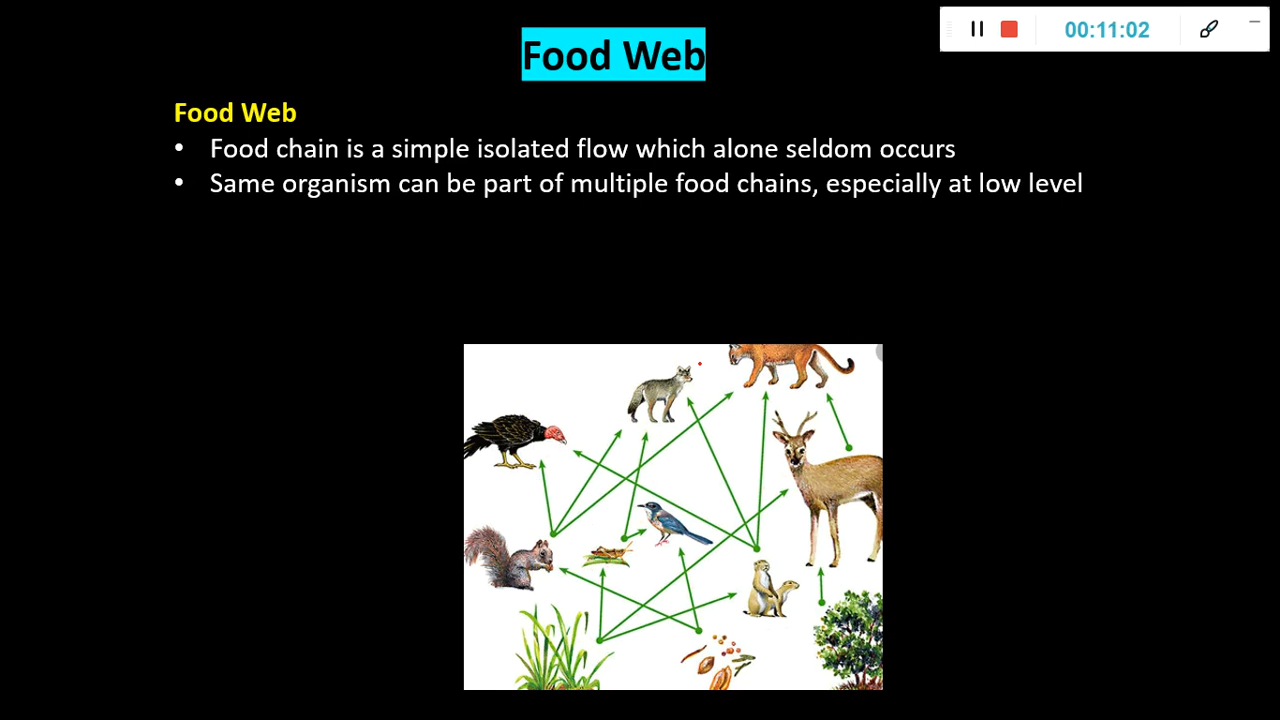 Food Web
00:11:02
Food Web
• Food chain is a simple isolated flow which alone seldom occurs
• Same organism can be part of multiple food chains, especially at low level